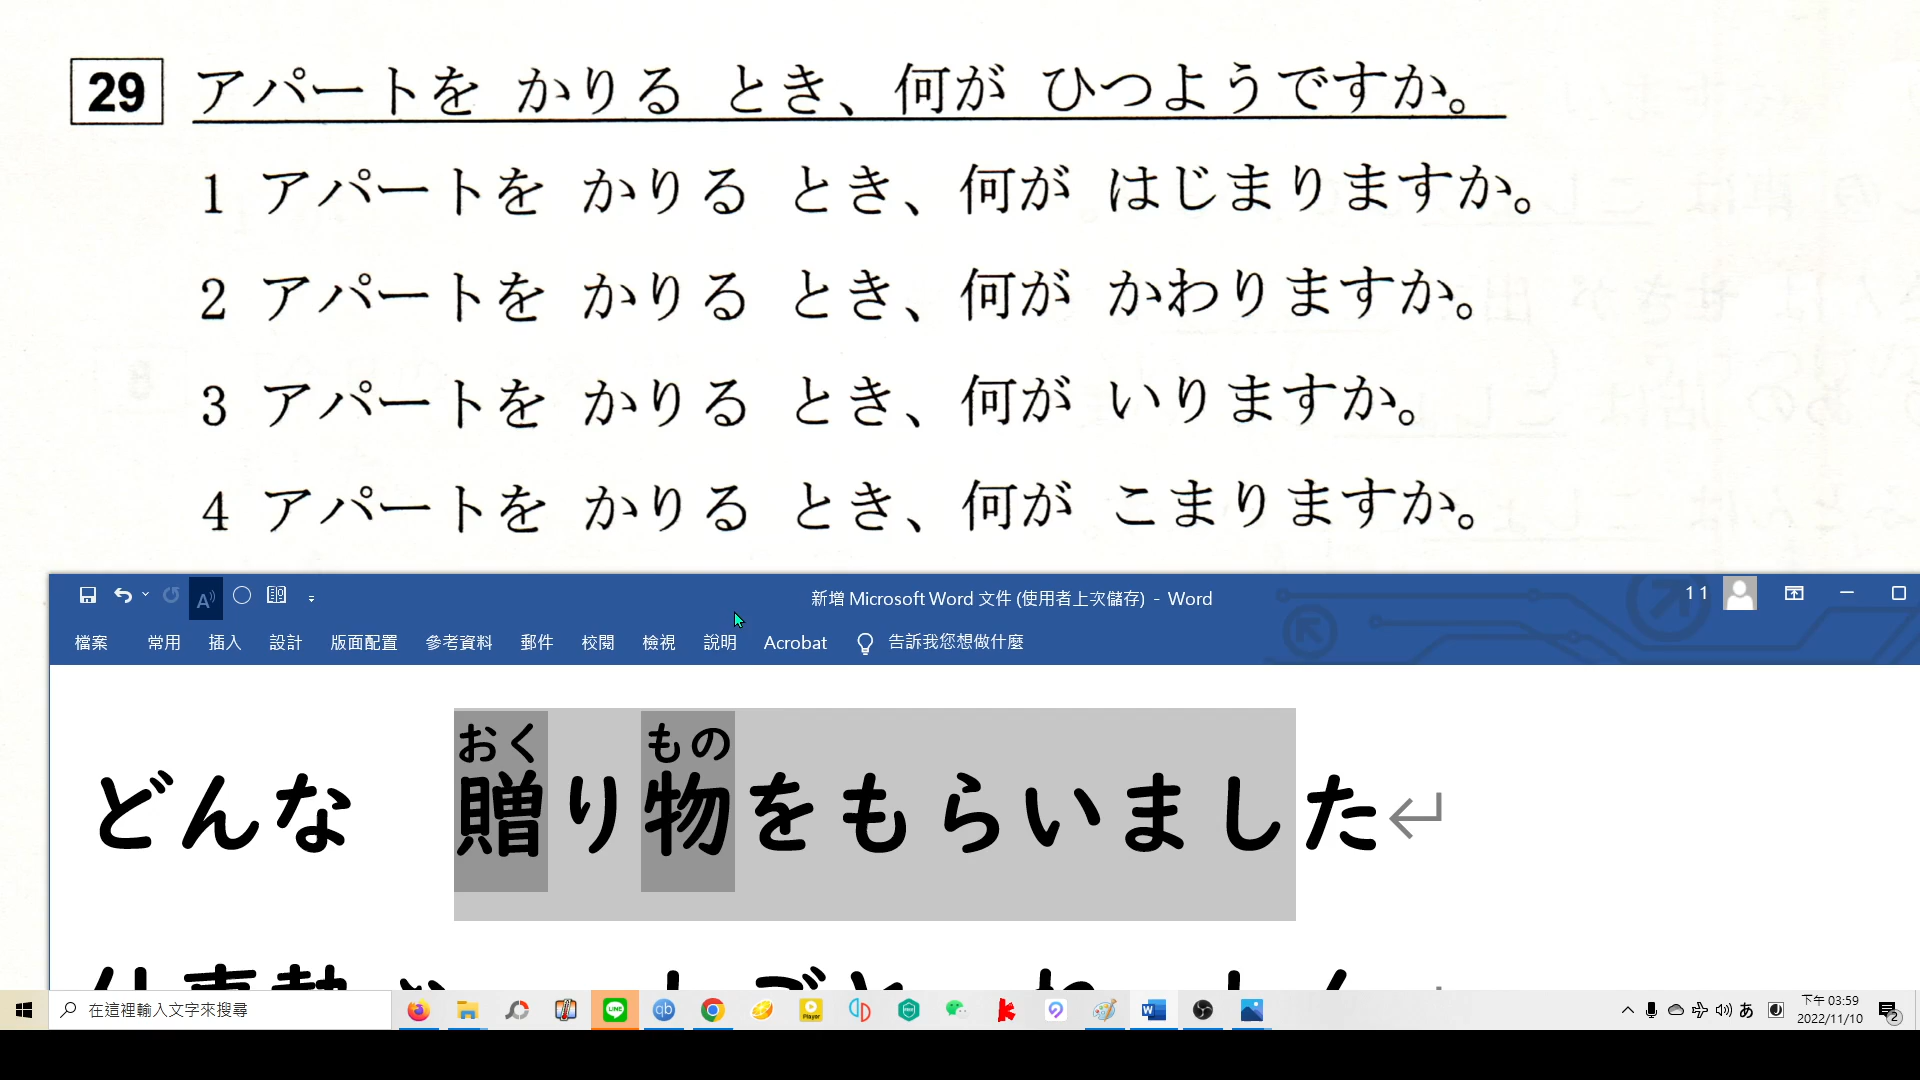 29 アパートを かりる とき、何が ひつようですか。
1 アパートを かりる とき、何が はじまりますか。
2 アパートを かりる とき、何が かわりますか。
3 アパートを かりる とき、何が いりますか。
4 アパートを かりる とき、何が こまりますか。
新增 Microsoft Word 文件 (使用者上次儲存) - Word
1 1
檔案 常用 插入 設計 版面配置 參考資料 郵件 校閱 檢視 說明 Acrobat 告訴我您想做什麼
おく もの
どんな 贈り物をもらいました
在這裡輸入文字來搜尋
下午 03:59
2022/11/10
2